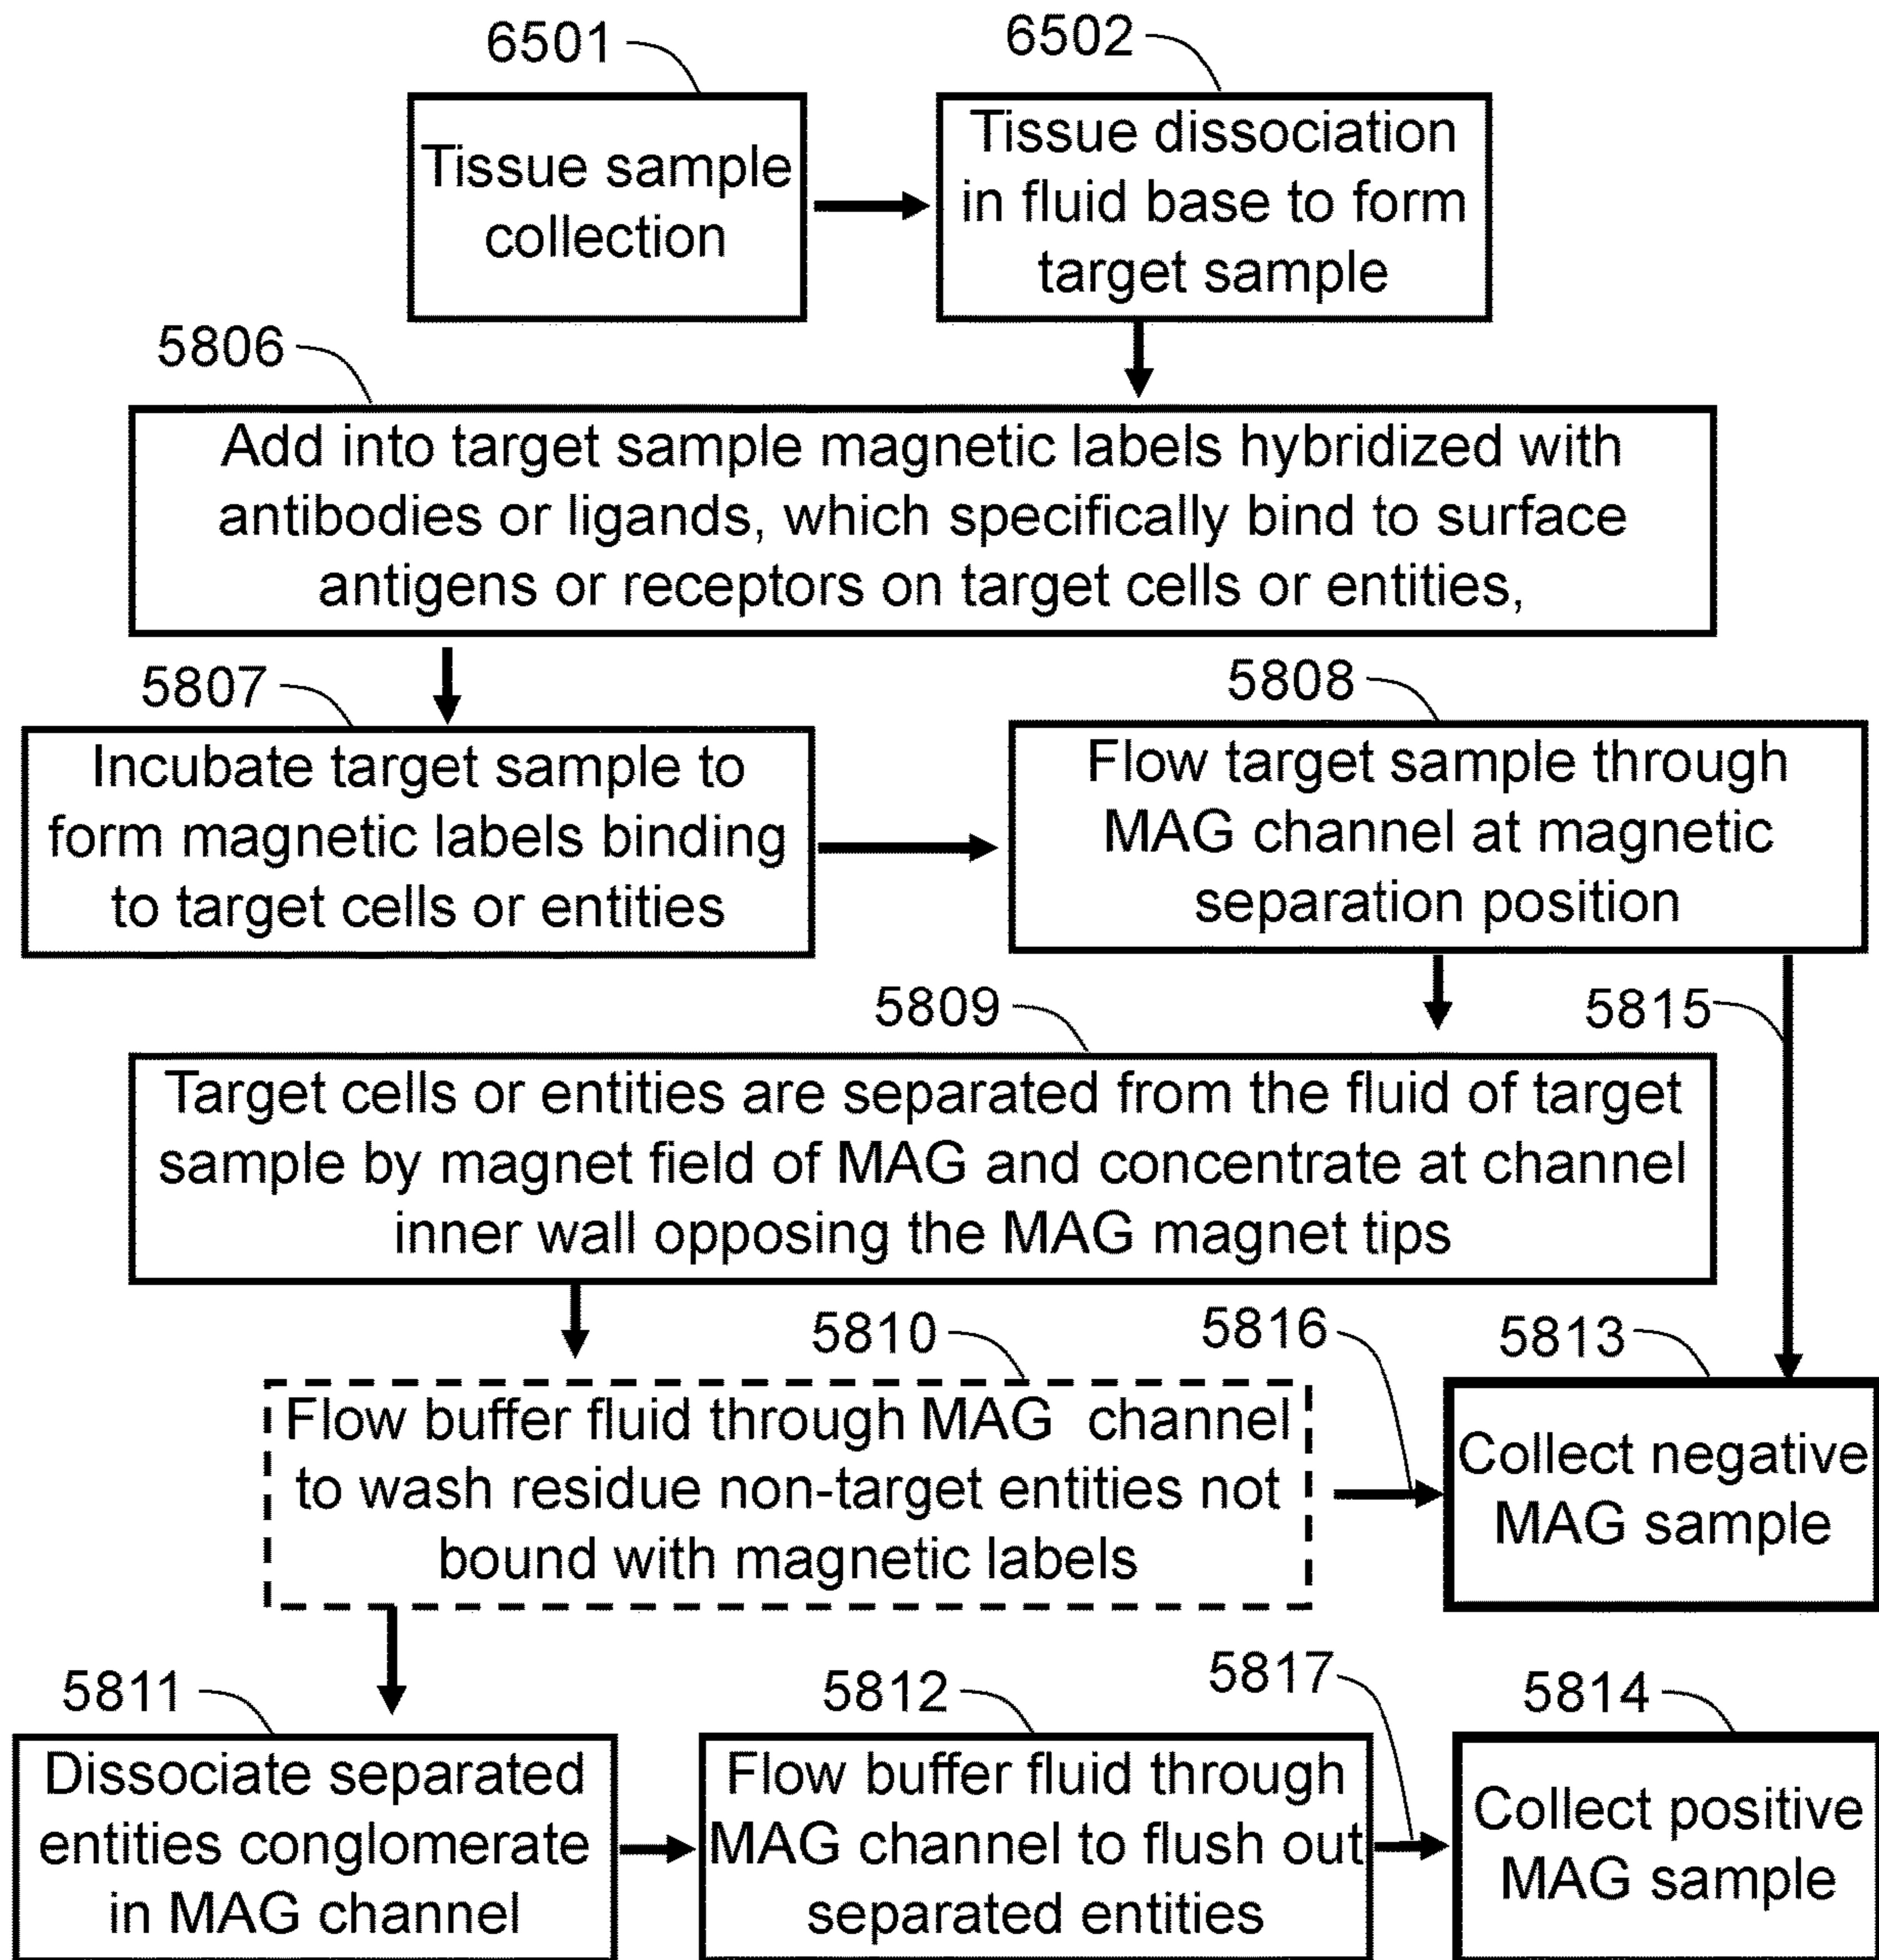 6501
6502
Tissue sample
collection
Tissue dissociation
in fluid base to form
target sample
5806
Add into target sample magnetic labels hybridized with
antibodies or ligands, which specifically bind to surface
antigens or receptors on target cells or entities,
5807
5808
Incubate target sample to
form magnetic labels binding
to target cells or entities
Flow target sample through
MAG channel at magnetic
separation position
5809
5815
Target cells or entities are separated from the fluid of target
sample by magnet field of MAG and concentrate at channel
inner wall opposing the MAG magnet tips
5810
5816
5813
Flow buffer fluid through MAG channel
to wash residue non-target entities not
bound with magnetic labels
Collect negative
MAG sample
5811
5812
5817
5814
Dissociate separated
entities conglomerate
in MAG channel
Flow buffer fluid through
MAG channel to flush out
separated entities
Collect positive
MAG sample